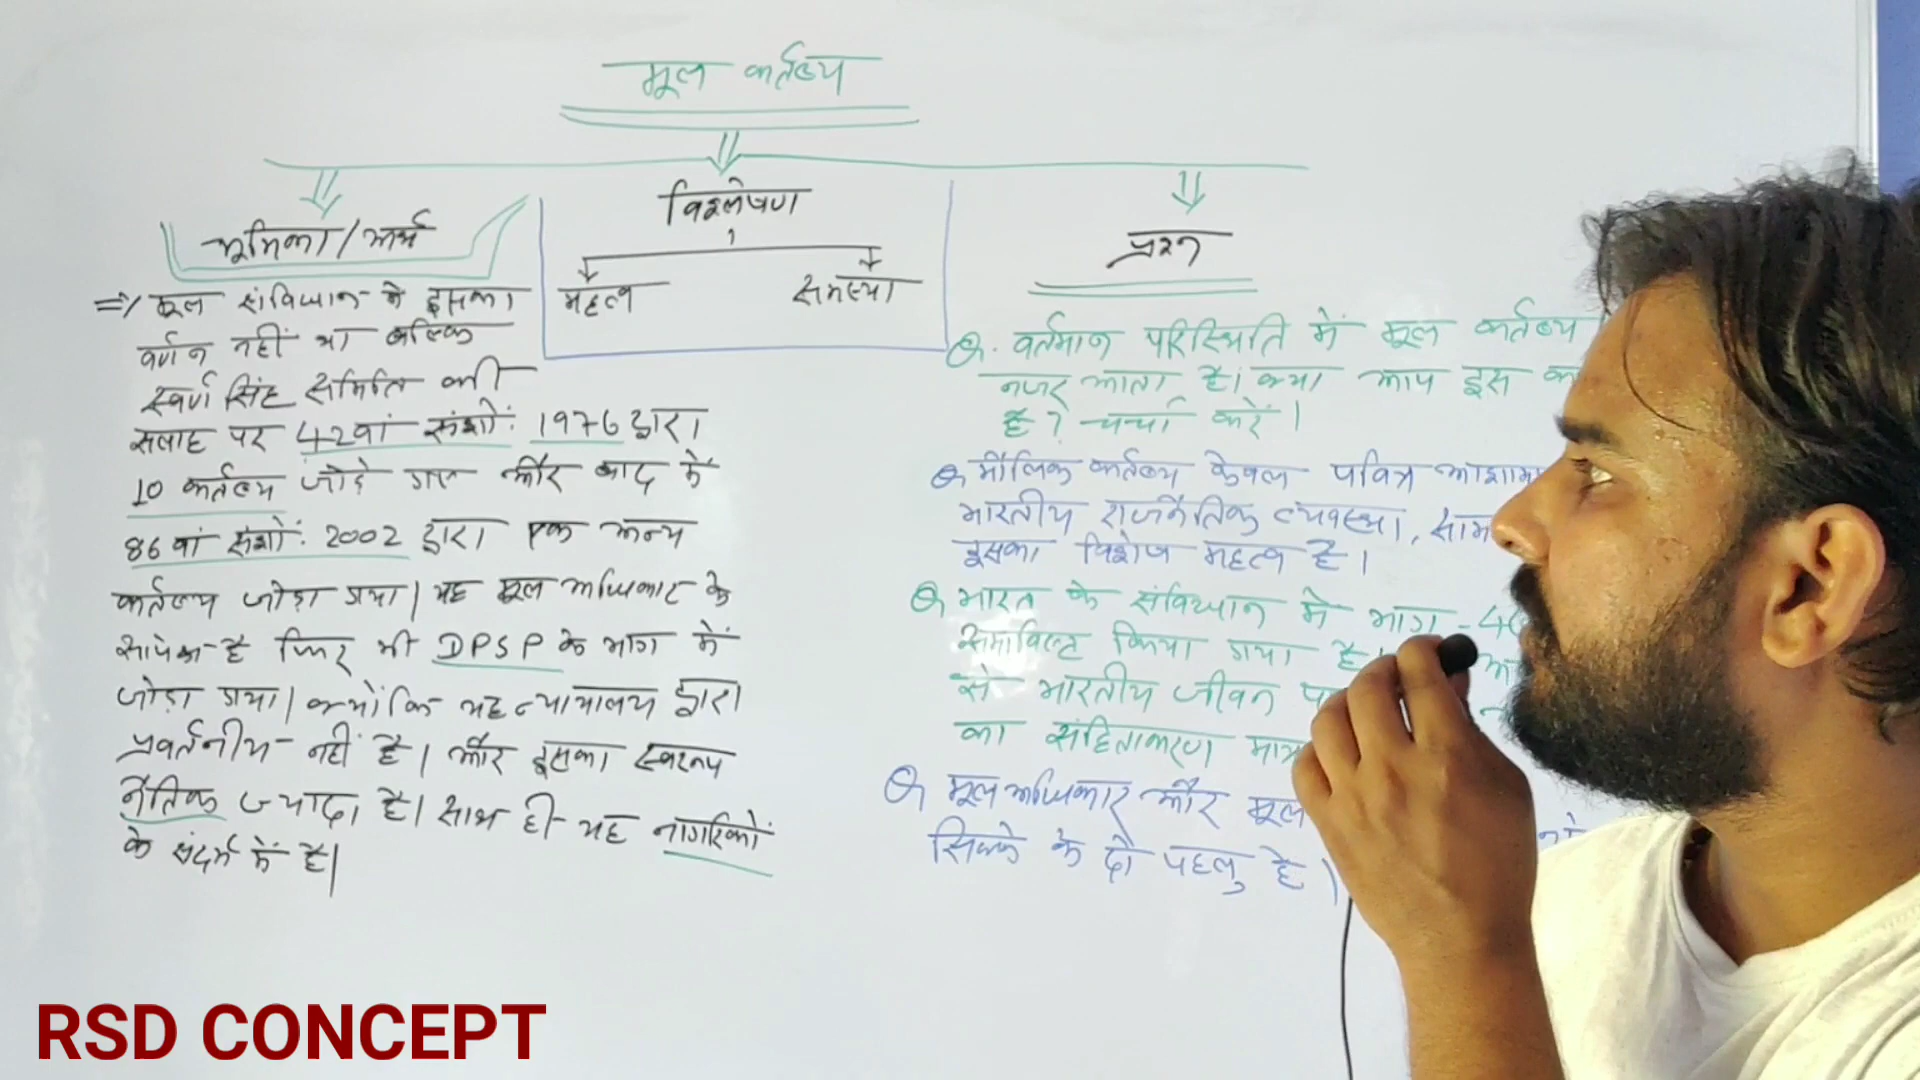 मूल कर्तव्य
भूमिका/अर्थ
=> मूल संविधान में इसका
वर्णन नहीं था बल्कि
स्वर्ण सिंह समिति की
सलाह पर 42वां संशो॰ 1976 द्वारा
10 कर्तव्य जोड़े गए और बाद में
86 वां संशो॰ 2002 द्वारा एक अन्य
कर्तव्य जोड़ा गया। यह मूल अधिकार के
सापेक्ष है फिर भी DPSP के भाग में
जोड़ा गया। क्योंकि यह न्यायालय द्वारा
प्रवर्तनीय नहीं है। और इसका स्वरूप
नैतिक ज्यादा है। साथ ही यह नागरिकों
के संदर्भ में है।
विश्लेषण
महत्व समस्या
प्रश्न
Q. वर्तमान परिस्थिति में मूल कर्तव्य
नजर आता है। क्या आप इस
है? चर्चा करें।
Q मौलिक कर्तव्य केवल पवित्र
भारतीय राजनैतिक व्यवस्था,
इसका विशेष महत्व है।
Q भारत के संविधान में भाग -4
समाविष्ट किया गया है।
से भारतीय जीवन
का संहिताकरण मात्र
Q मूल अधिकार और मूल
सिक्के के दो पहलु है।
RSD CONCEPT